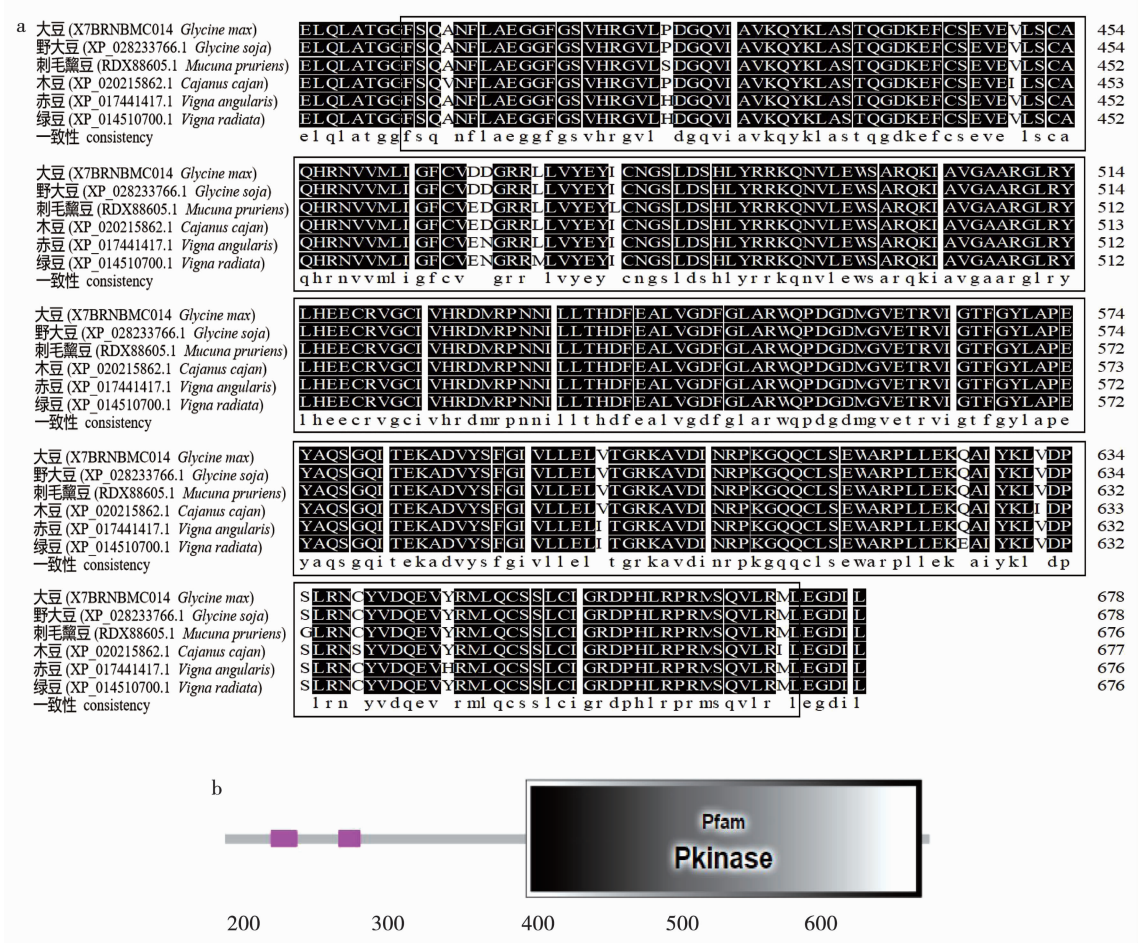 a
大豆 (X7BRNBMC014 Glycine max) ELQLATGGFSQANFLAEGGFGSVHRGVLPDGQVIAVKQYKLASTQGDKEFCSEVEVLSCA 454
野大豆 (XP_028233766.1 Glycine soja) ELQLATGGFSQANFLAEGGFGSVHRGVLPDGQVIAVKQYKLASTQGDKEFCSEVEVLSCA 454
刺毛黧豆 (RDX88605.1 Mucuna pruriens) ELQLATGGFSQANFLAEGGFGSVHRGVLSDGQVIAVKQYKLASTQGDKEFCSEVEVLSCA 452
木豆 (XP_020215862.1 Cajanus cajan) ELQLATGGFSQVNFLAEGGFGSVHRGVLPDGQVIAVKQYKLASTQGDKEFCSEVEILSCA 453
赤豆 (XP_017441417.1 Vigna angularis) ELQLATGGFSQANFLAEGGFGSVHRGVLHDGQVIAVKQYKLASTQGDKEFCSEVEVLSCA 452
绿豆 (XP_014510700.1 Vigna radiata) ELQLATGGFSQANFLAEGGFGSVHRGVLHDGQVIAVKQYKLASTQGDKEFCSEVEVLSCA 452
一致性 consistency elqlatggfsq nflaeggfgsvhrgvl dgqviavkqyklastqgdkefcseve lsca
大豆 (X7BRNBMC014 Glycine max) QHRNVVMLIGFCVDDGRRLLVYEYICNGSLDSHLYRRKQNVLEWSARQKIAVGAARGLRY 514
野大豆 (XP_028233766.1 Glycine soja) QHRNVVMLIGFCVDDGRRLLVYEYICNGSLDSHLYRRKQNVLEWSARQKIAVGAARGLRY 514
刺毛黧豆 (RDX88605.1 Mucuna pruriens) QHRNVVMLIGFCVEDGRRLLVYEYLCNGSLDSHLYRRKQNVLEWSARQKIAVGAARGLRY 512
木豆 (XP_020215862.1 Cajanus cajan) QHRNVVMLIGFCVEDGRRLLVYEYICNGSLDSHLYRRKQNVLEWSARQKIAVGAARGLRY 513
赤豆 (XP_017441417.1 Vigna angularis) QHRNVVMLIGFCVENGRRLLVYEYICNGSLDSHLYRRKQNVLEWSARQKIAVGAARGLRY 512
绿豆 (XP_014510700.1 Vigna radiata) QHRNVVMLIGFCVENGRRMLVYEYICNGSLDSHLYRRKQNVLEWSARQKIAVGAARGLRY 512
一致性 consistency qhrnvvmligfcv grr lvyey cngsldshlyrrkqnvlewsarqkiavgaarglry
大豆 (X7BRNBMC014 Glycine max) LHEECRVGCIVHRDMRPNNILLTHDFEALVGDFGLARWQPDGDMGVETRVIGTFGYLAPE 574
野大豆 (XP_028233766.1 Glycine soja) LHEECRVGCIVHRDMRPNNILLTHDFEALVGDFGLARWQPDGDMGVETRVIGTFGYLAPE 574
刺毛黧豆 (RDX88605.1 Mucuna pruriens) LHEECRVGCIVHRDMRPNNILLTHDFEALVGDFGLARWQPDGDMGVETRVIGTFGYLAPE 572
木豆 (XP_020215862.1 Cajanus cajan) LHEECRVGCIVHRDMRPNNILLTHDFEALVGDFGLARWQPDGDMGVETRVIGTFGYLAPE 573
赤豆 (XP_017441417.1 Vigna angularis) LHEECRVGCIVHRDMRPNNILLTHDFEALVGDFGLARWQPDGDMGVETRVIGTFGYLAPE 572
绿豆 (XP_014510700.1 Vigna radiata) LHEECRVGCIVHRDMRPNNILLTHDFEALVGDFGLARWQPDGDMGVETRVIGTFGYLAPE 572
一致性 consistency lheecrvgcivhrdmrpnnillthdfealvgdfglarwqpdgdmgvetrvigtfgylape
大豆 (X7BRNBMC014 Glycine max) YAQSGQITEKADVYSFGIVLLELVTGRKAVDINRPKGQQCLSEWARPLLEKQAIYKLVDP 634
野大豆 (XP_028233766.1 Glycine soja) YAQSGQITEKADVYSFGIVLLELVTGRKAVDINRPKGQQCLSEWARPLLEKQAIYKLVDP 634
刺毛黧豆 (RDX88605.1 Mucuna pruriens) YAQSGQITEKADVYSFGIVLLELVTGRKAVDINRPKGQQCLSEWARPLLEKQAIYKLVDP 632
木豆 (XP_020215862.1 Cajanus cajan) YAQSGQITEKADVYSFGIVLLELVTGRKAVDINRPKGQQCLSEWARPLLEKQAIYKLIDP 633
赤豆 (XP_017441417.1 Vigna angularis) YAQSGQITEKADVYSFGIVLLELITGRKAVDINRPKGQQCLSEWARPLLEKQAIYKLVDP 632
绿豆 (XP_014510700.1 Vigna radiata) YAQSGQITEKADVYSFGIVLLELITGRKAVDINRPKGQQCLSEWARPLLEKEAIYKLVDP 632
一致性 consistency yaqsgqitekadvysfgivllel tgrkavdinrpkgqqclsewarpllek aiykl dp
大豆 (X7BRNBMC014 Glycine max) SLRNCYVDQEVYRMLQCSSLCIGRDPHLRPRMSQVLRMLEGDIL 678
野大豆 (XP_028233766.1 Glycine soja) SLRNCYVDQEVYRMLQCSSLCIGRDPHLRPRMSQVLRMLEGDIL 678
刺毛黧豆 (RDX88605.1 Mucuna pruriens) GLRNCYVDQEVYRMLQCSSLCIGRDPHLRPRMSQVLRMLEGDIL 676
木豆 (XP_020215862.1 Cajanus cajan) SLRNSYVDQEVYRMLQCSSLCIGRDPHLRPRMSQVLRILEGDIL 677
赤豆 (XP_017441417.1 Vigna angularis) SLRNCYVDQEVHRMLQCSSLCIGRDPHLRPRMSQVLRMLEGDIL 676
绿豆 (XP_014510700.1 Vigna radiata) SLRNCYVDQEVYRMLQCSSLCIGRDPHLRPRMSQVLRMLEGDIL 676
一致性 consistency lrn yvdqev rmlqcsslcigrdphlrprmsqvlr legdil
b
Pfam
Pkinase
200 300 400 500 600